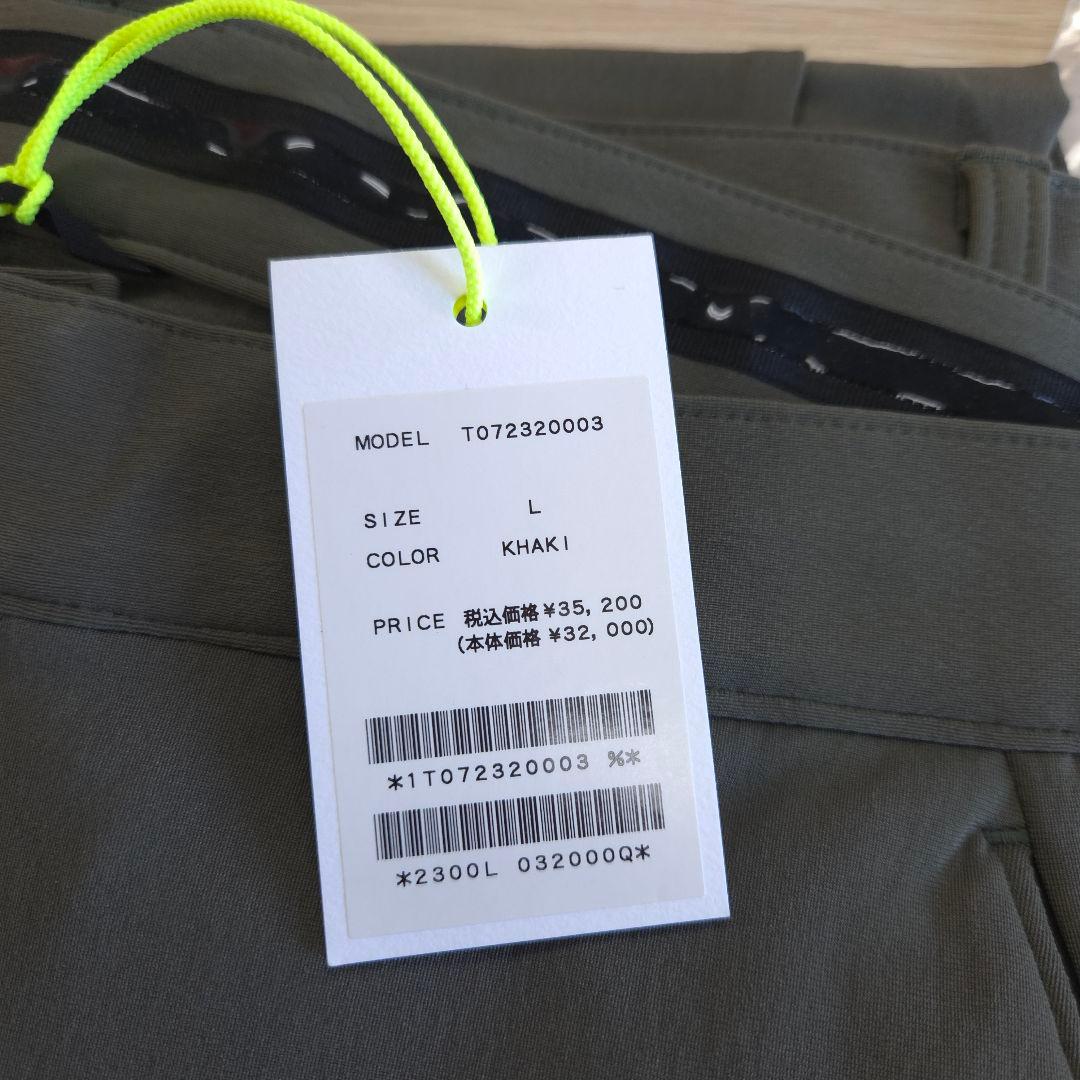 MODEL T072320003
SIZE L
COLOR KHAKI
PRICE 税込価格¥35,200
(本体価格 ¥32,000)
*1T072320003 %*
*2300L 032000Q*